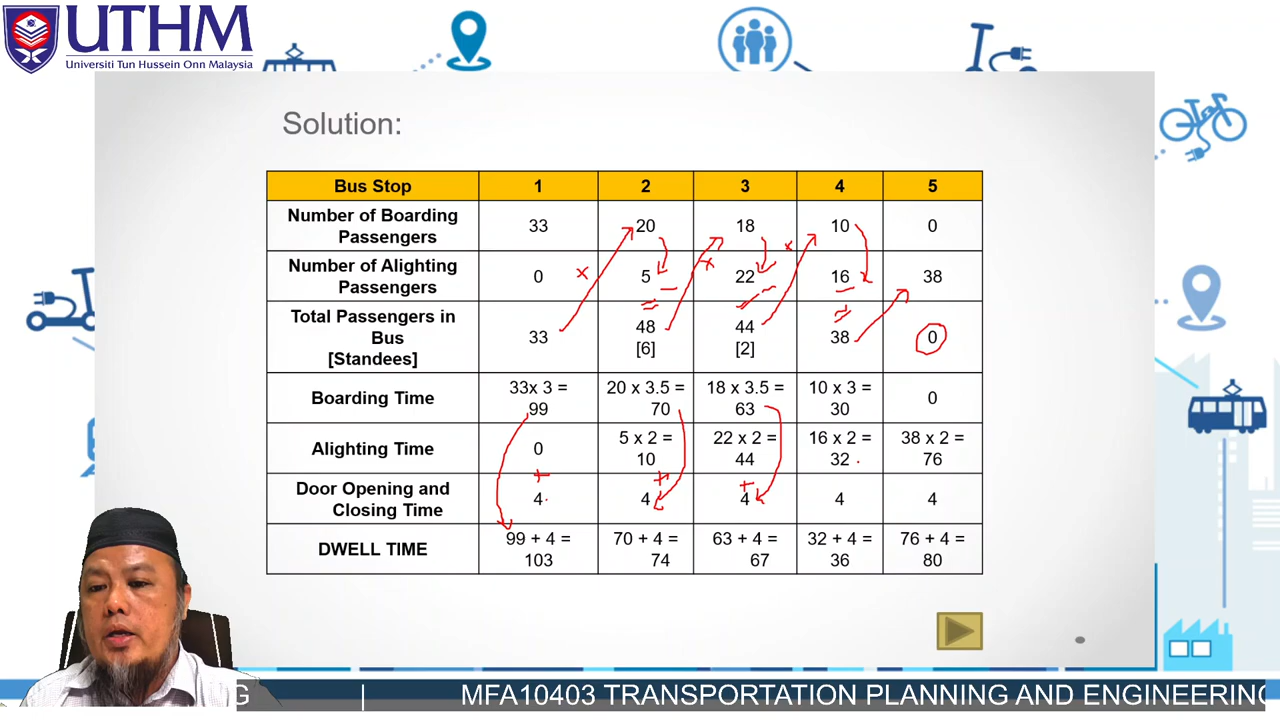 UTHM
Universiti Tun Hussein Onn Malaysia
Solution:
Bus Stop 1 2 3 4 5
Number of Boarding
Passengers 33 20 18 10 0
Number of Alighting
Passengers 0 5 22 16 38
Total Passengers in
Bus
[Standees] 33 48 44 38 0
[6] [2]
Boarding Time 33x 3 = 20 x 3.5 = 18 x 3.5 = 10 x 3 = 0
99 70 63 30
Alighting Time 0 5 x 2 = 22 x 2 = 16 x 2 = 38 x 2 =
10 44 32 76
Door Opening and
Closing Time 4 4 4 4 4
DWELL TIME 99 + 4 = 70 + 4 = 63 + 4 = 32 + 4 = 76 + 4 =
103 74 67 36 80
G | MFA10403 TRANSPORTATION PLANNING AND ENGINEERING